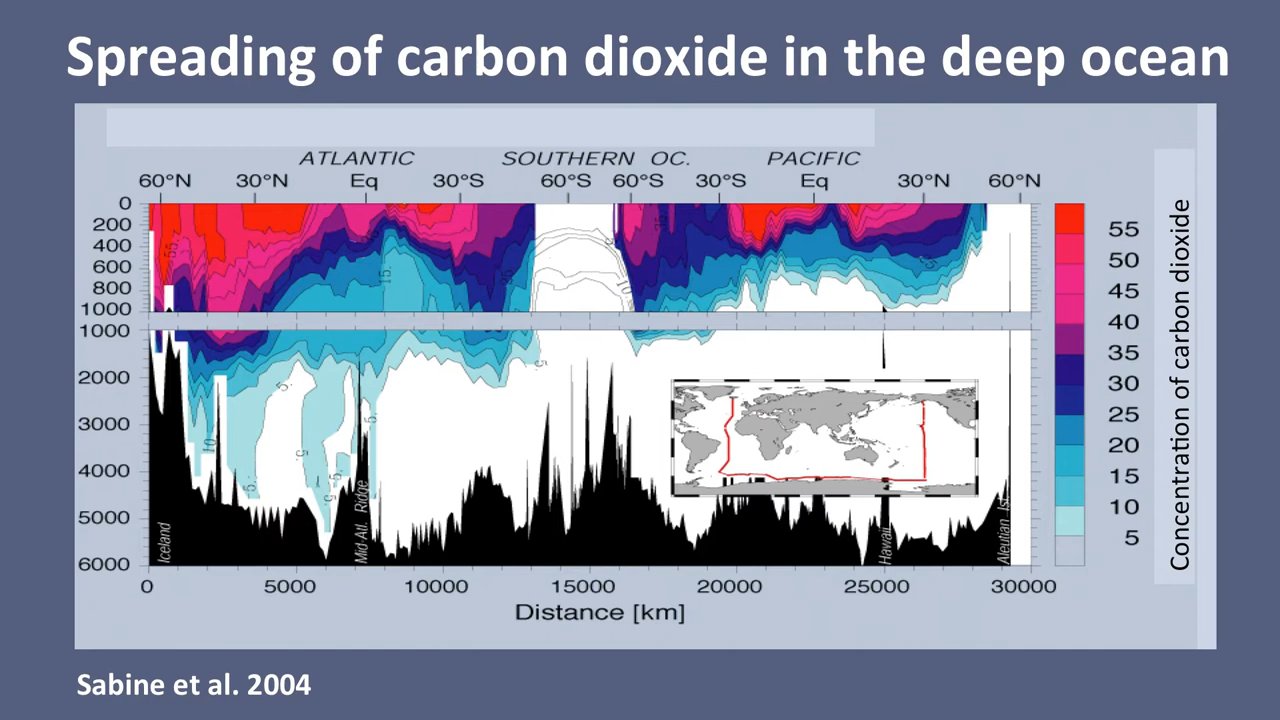 Spreading of carbon dioxide in the deep ocean
ATLANTIC SOUTHERN OC. PACIFIC
60°N 30°N Eq 30°S 60°S 60°S 30°S Eq 30°N 60°N
0
200
400
600
800
1000
1000
2000
3000
4000
5000
6000
Iceland
Mid Atl. Ridge
Hawaii
0 5000 10000 15000 20000 25000 30000
Distance [km]
55
50
45
40
35
30
25
20
15
10
5
Concentration of carbon dioxide
Sabine et al. 2004